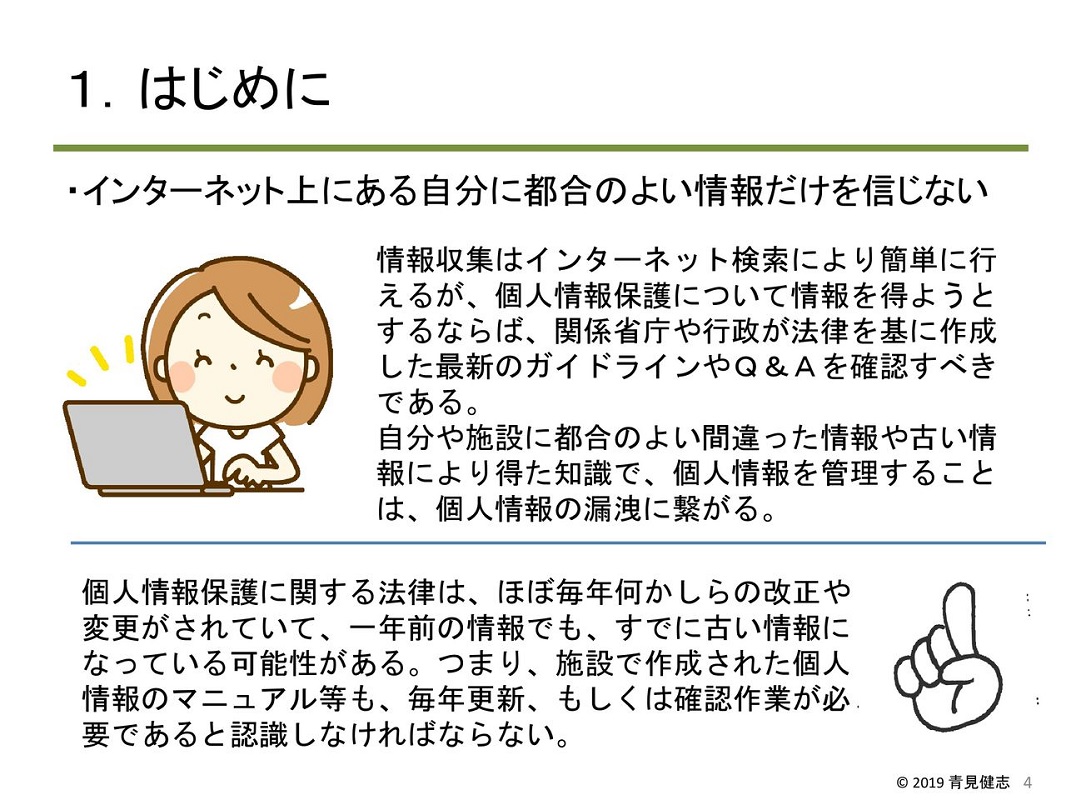 １．はじめに
・インターネット上にある自分に都合のよい情報だけを信じない
情報収集はインターネット検索により簡単に行
えるが、個人情報保護について情報を得ようと
するならば、関係省庁や行政が法律を基に作成
した最新のガイドラインやＱ＆Ａを確認すべき
である。
自分や施設に都合のよい間違った情報や古い情
報により得た知識で、個人情報を管理すること
は、個人情報の漏洩に繋がる。
個人情報保護に関する法律は、ほぼ毎年何かしらの改正や
変更がされていて、一年前の情報でも、すでに古い情報に
なっている可能性がある。つまり、施設で作成された個人
情報のマニュアル等も、毎年更新、もしくは確認作業が必
要であると認識しなければならない。
© 2019 青見健志 4